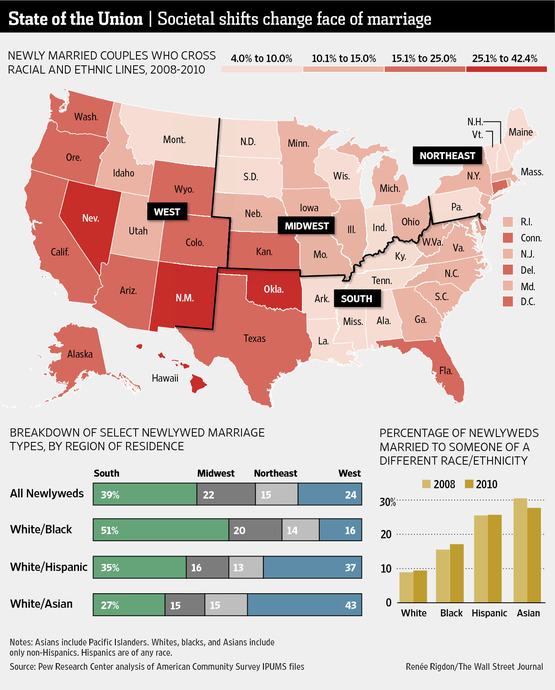 State of the Union | Societal shifts change face of marriage
NEWLY MARRIED COUPLES WHO CROSS
RACIAL AND ETHNIC LINES, 2008-2010
4.0% to 10.0%
10.1% to 15.0%
15.1% to 25.0%
25.1% to 42.4%
Wash.
Mont.
N.D.
Minn.
N.H.
Vt.
Maine
Ore.
Idaho
S.D.
Wis.
Mich.
NORTHEAST
N.Y.
Mass.
Wyo.
WEST
Nev.
Utah
Colo.
Neb.
Iowa
MIDWEST
Ill.
Ind.
Ohio
Pa.
Calif.
Kan.
Mo.
Ky.
W.Va.
Va.
R.I.
Conn.
N.J.
Del.
Md.
D.C.
Ariz.
N.M.
Okla.
Ark.
Tenn.
N.C.
S.C.
SOUTH
Miss.
Ala.
Ga.
Texas
La.
Fla.
Alaska
Hawaii
BREAKDOWN OF SELECT NEWLYWED MARRIAGE
TYPES, BY REGION OF RESIDENCE
South Midwest Northeast West
All Newlyweds 39% 22 15 24
White/Black 51% 20 14 16
White/Hispanic 35% 16 13 37
White/Asian 27% 15 15 43
PERCENTAGE OF NEWLYWEDS
MARRIED TO SOMEONE OF A
DIFFERENT RACE/ETHNICITY
2008 2010
30%
20
10
0
White Black Hispanic Asian
Notes: Asians include Pacific Islanders. Whites, blacks, and Asians include
only non-Hispanics. Hispanics are of any race.
Source: Pew Research Center analysis of American Community Survey IPUMS files
Renée Rigdon/The Wall Street Journal